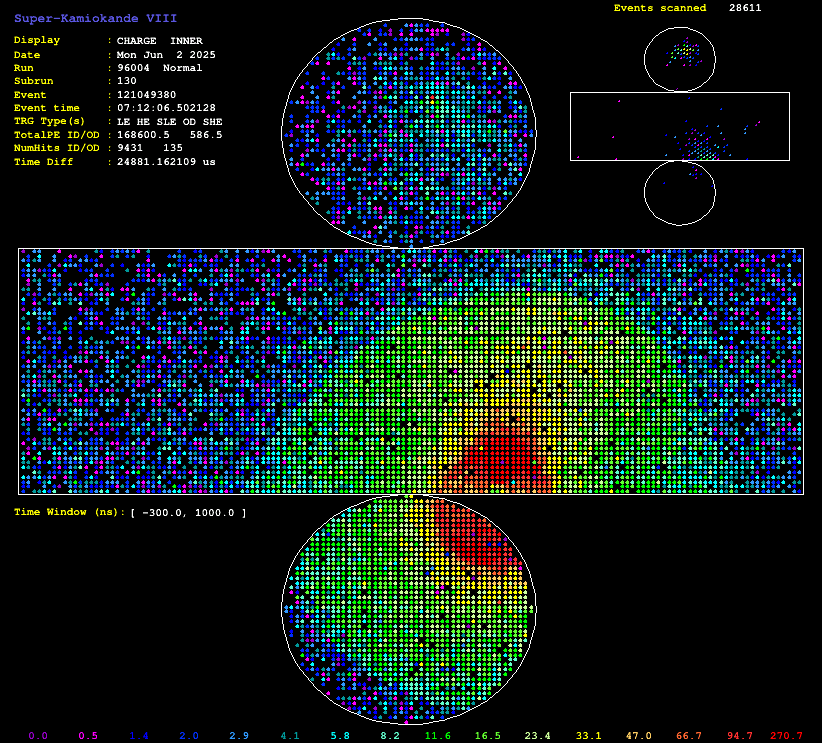 Super-Kamiokande VIII
Events scanned 28611
Display : CHARGE INNER
Date : Mon Jun 2 2025
Run : 96004 Normal
Subrun : 130
Event : 121049380
Event time : 07:12:06.502128
TRG Type(s) : LE HE SLE OD SHE
TotalPE ID/OD : 168600.5 586.5
NumHits ID/OD : 9431 135
Time Diff : 24881.162109 us
Time Window (ns): [ -300.0, 1000.0 ]
0.0 0.5 1.4 2.0 2.9 4.1 5.8 8.2 11.6 16.5 23.4 33.1 47.0 66.7 94.7 270.7